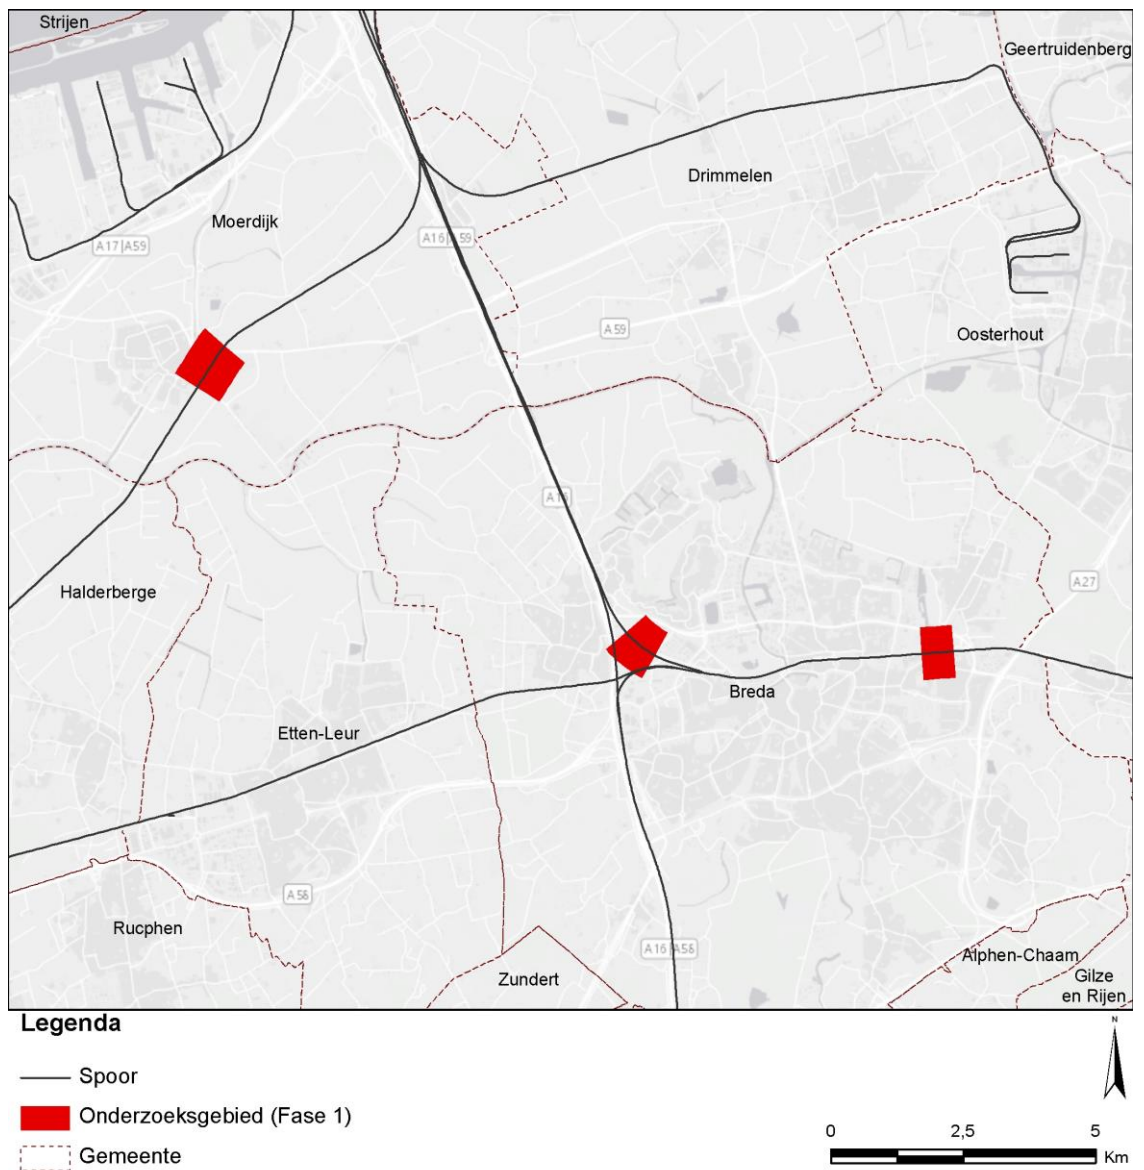 Strijen
Geertruidenberg
Drimmelen
Moerdijk
A17|A59
A16|A59
A59
Oosterhout
A16
Halderberge
A27
Breda
Etten-Leur
A58
Rucphen
A16|A58
Zundert
Alphen-Chaam
Gilze
en Rijen
Legenda
N
Spoor
Onderzoeksgebied (Fase 1)
Gemeente
0 2,5 5
Km